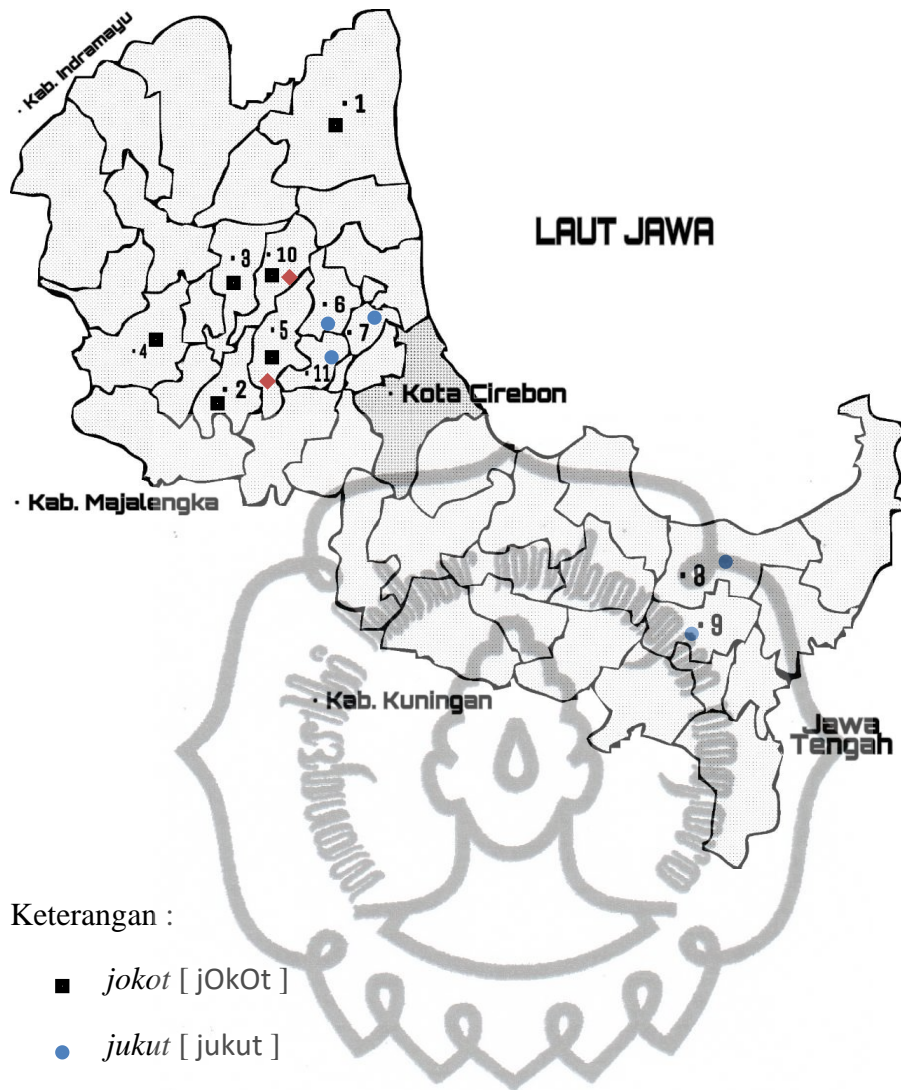 · Kab. Indramayu
· 1
LAUT JAWA
· 3
· 10
· 6
· 5
· 7
· 4
· 11
· 2
· Kota Cirebon
· Kab. Majalengka
· 8
· 9
· Kab. Kuningan
Jawa
Tengah
Keterangan :
■ jokot [ jOkOt ]
● jukut [ jukut ]